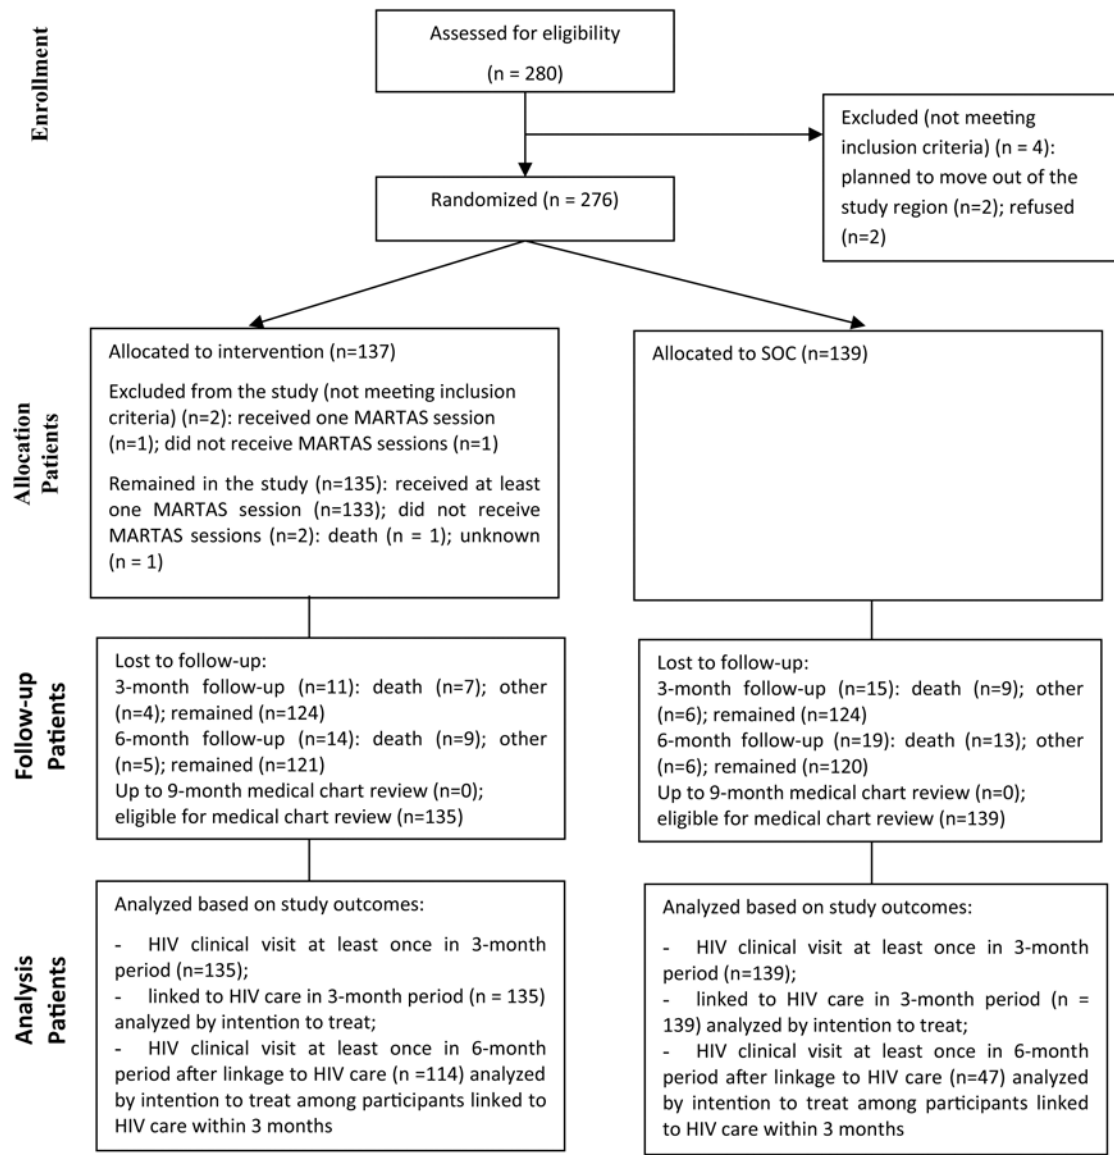 Enrollment
Assessed for eligibility
(n = 280)
Excluded (not meeting
inclusion criteria) (n = 4):
planned to move out of the
study region (n=2); refused
(n=2)
Randomized (n = 276)
Allocation
Patients
Allocated to intervention (n=137)
Excluded from the study (not meeting inclusion
criteria) (n=2): received one MARTAS session
(n=1); did not receive MARTAS sessions (n=1)
Remained in the study (n=135): received at least
one MARTAS session (n=133); did not receive
MARTAS sessions (n=2): death (n = 1); unknown
(n = 1)
Allocated to SOC (n=139)
Follow-up
Patients
Lost to follow-up:
3-month follow-up (n=11): death (n=7); other
(n=4); remained (n=124)
6-month follow-up (n=14): death (n=9); other
(n=5); remained (n=121)
Up to 9-month medical chart review (n=0);
eligible for medical chart review (n=135)
Lost to follow-up:
3-month follow-up (n=15): death (n=9); other
(n=6); remained (n=124)
6-month follow-up (n=19): death (n=13); other
(n=6); remained (n=120)
Up to 9-month medical chart review (n=0);
eligible for medical chart review (n=139)
Analysis
Patients
Analyzed based on study outcomes:
- HIV clinical visit at least once in 3-month
period (n=135);
- linked to HIV care in 3-month period (n = 135)
analyzed by intention to treat;
- HIV clinical visit at least once in 6-month
period after linkage to HIV care (n =114) analyzed
by intention to treat among participants linked to
HIV care within 3 months
Analyzed based on study outcomes:
- HIV clinical visit at least once in 3-month
period (n=139);
- linked to HIV care in 3-month period (n =
139) analyzed by intention to treat;
- HIV clinical visit at least once in 6-month
period after linkage to HIV care (n=47) analyzed
by intention to treat among participants linked
to HIV care within 3 months